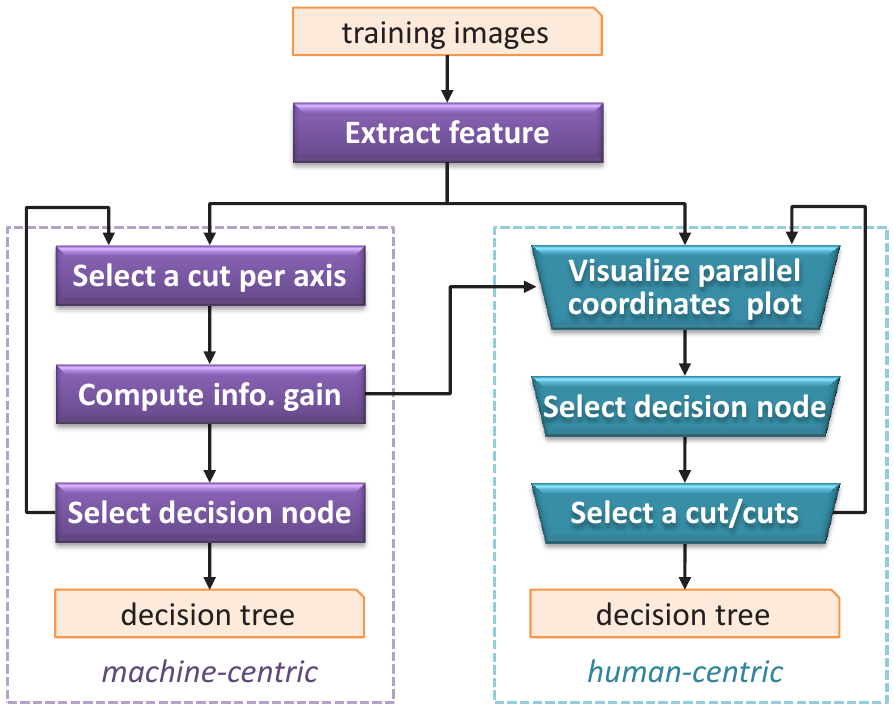 training images
Extract feature
Select a cut per axis
Compute info. gain
Select decision node
decision tree
machine-centric
Visualize parallel
coordinates plot
Select decision node
Select a cut/cuts
decision tree
human-centric